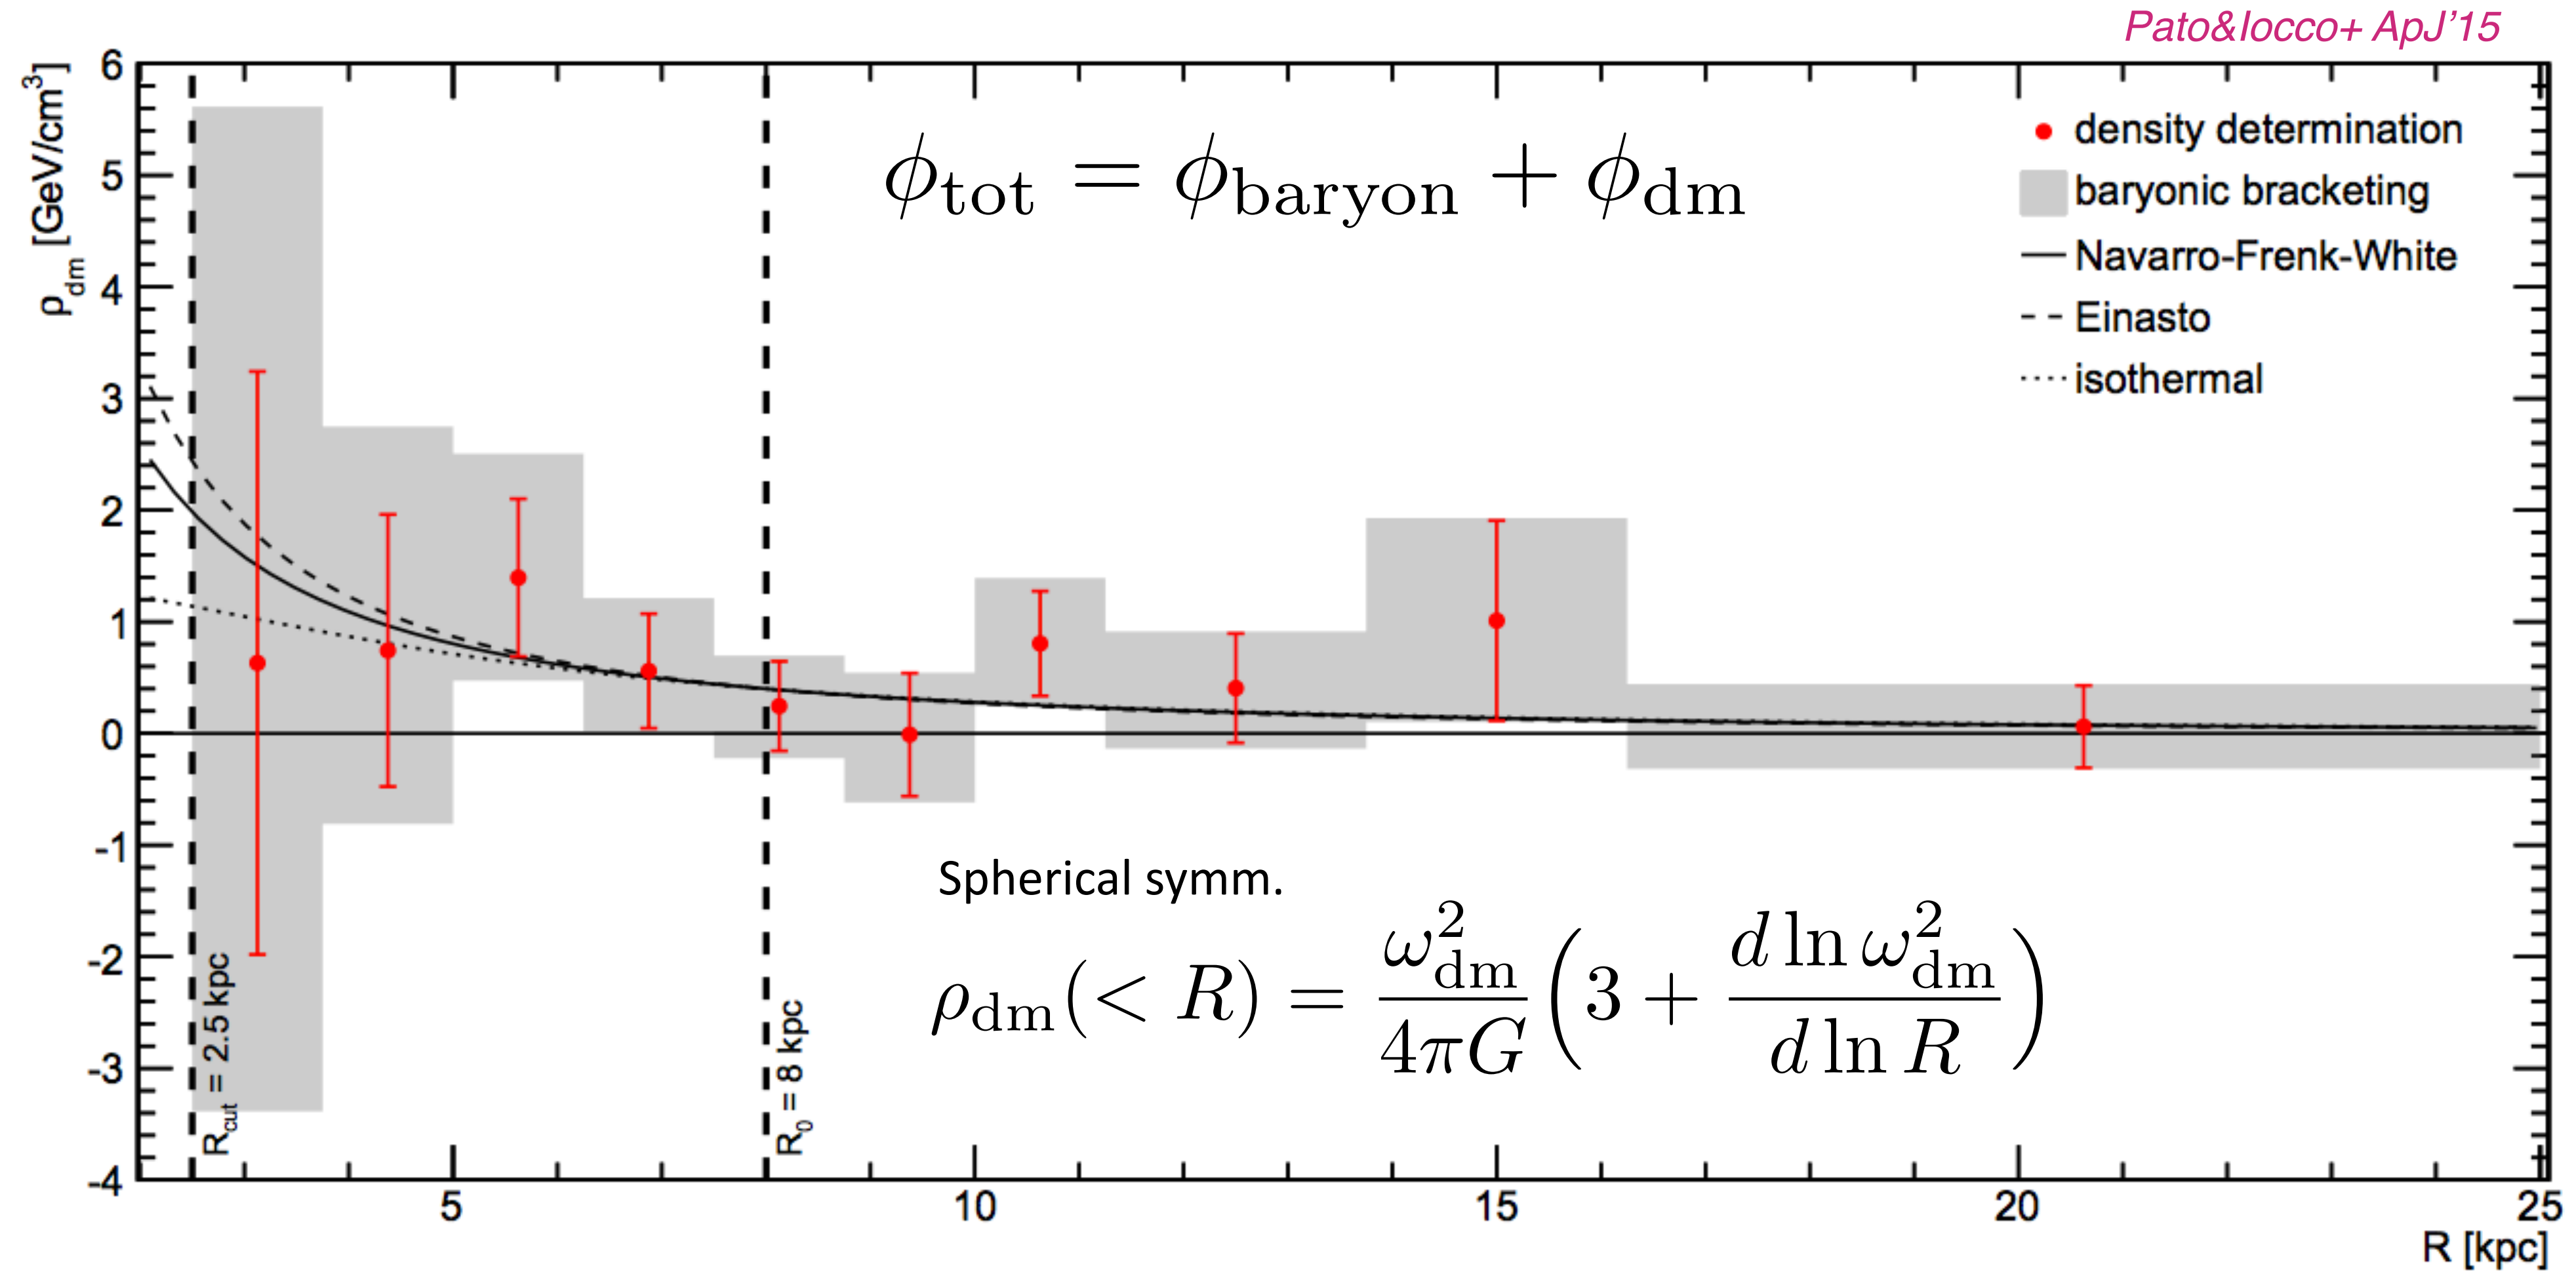 Pato&Iocco+ ApJ'15
ρdm [GeV/cm³]
6
5
4
3
2
1
0
-1
-2
-3
-4
ϕtot = ϕbaryon + ϕdm
density determination
baryonic bracketing
Navarro-Frenk-White
Einasto
isothermal
Rcut = 2.5 kpc
R0 = 8 kpc
Spherical symm.
ρdm(< R) = ω²dm/4πG (3 + d ln ω²dm/d ln R)
5 10 15 20 25
R [kpc]